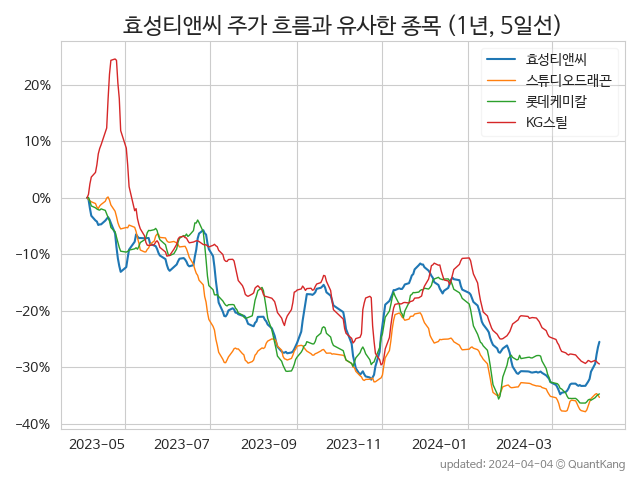 효성티앤씨 주가 흐름과 유사한 종목 (1년, 5일선)
효성티앤씨
스튜디오드래곤
롯데케미칼
KG스틸
20%
10%
0%
−10%
−20%
−30%
−40%
2023−05
2023−07
2023−09
2023−11
2024−01
2024−03
updated: 2024−04−04 ⓒ QuantKang